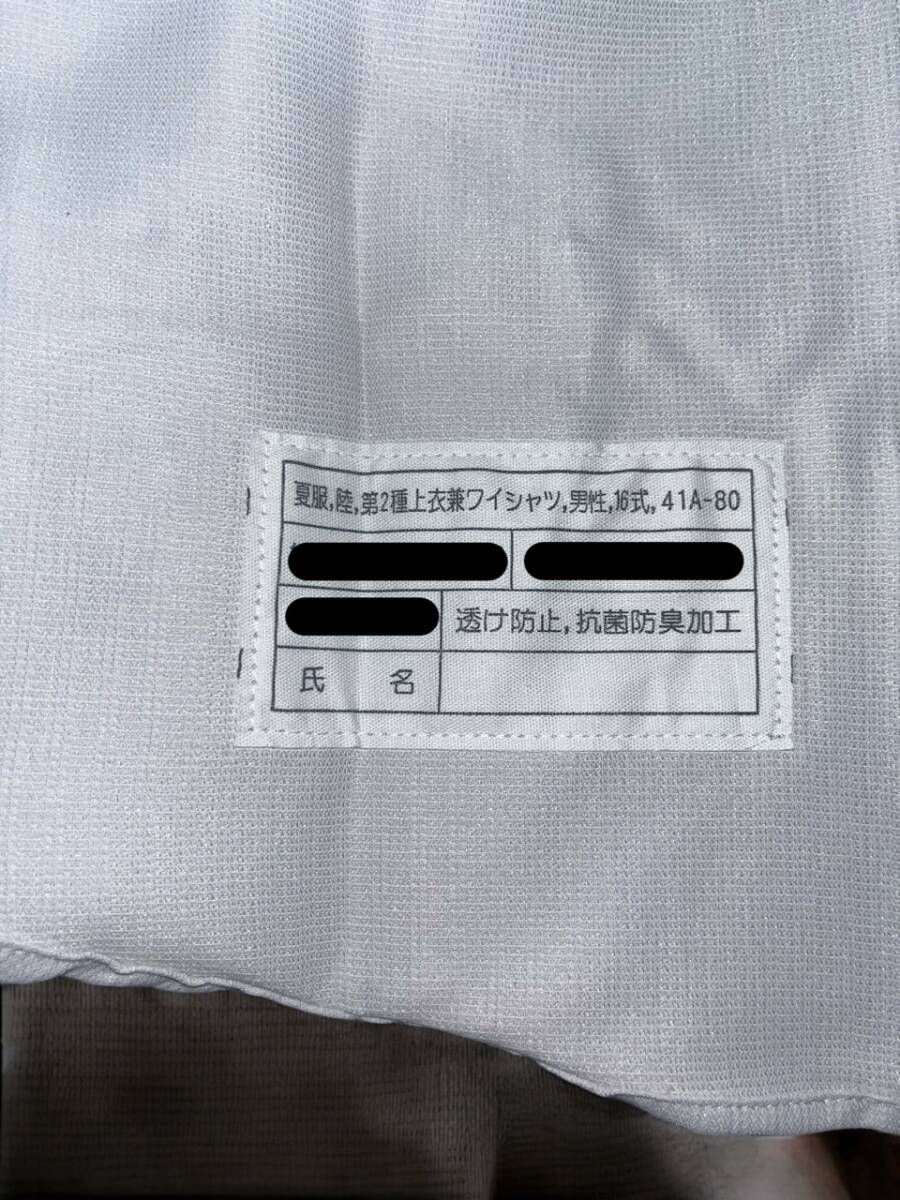 夏服,陸,第2種上衣兼ワイシャツ,男性,16式,41A-80
透け防止,抗菌防臭加工
氏 名